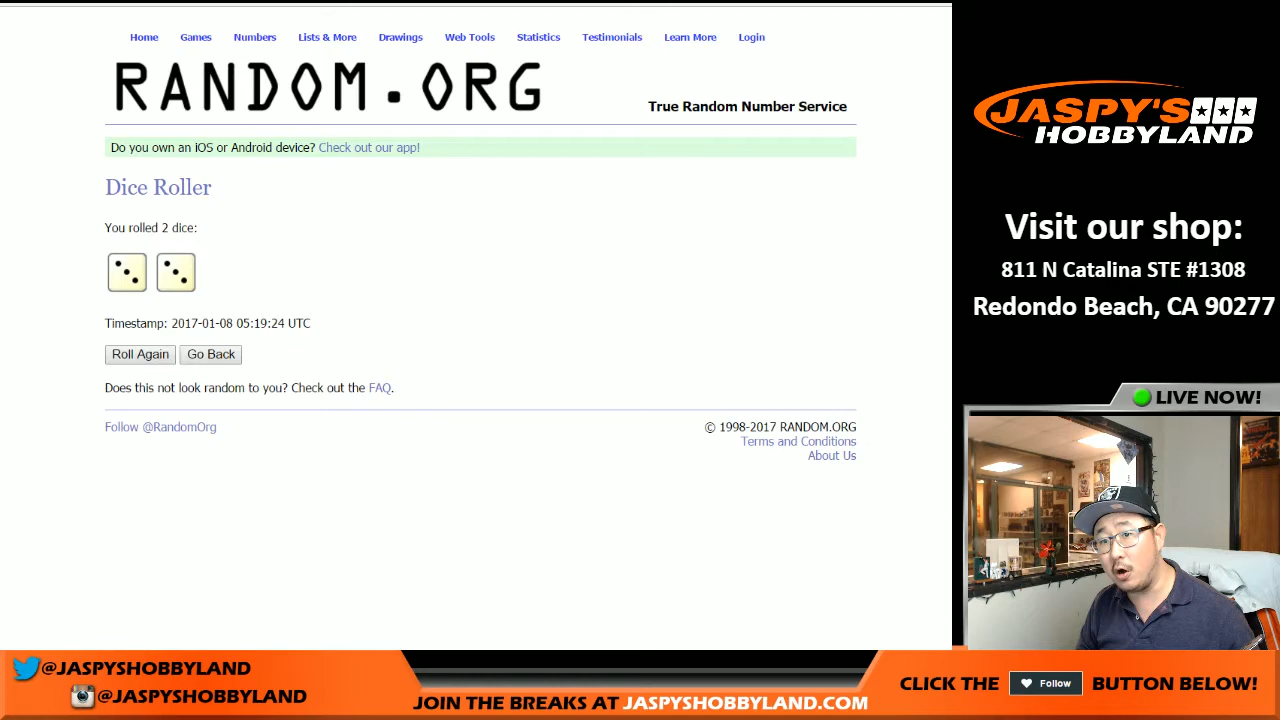 Home Games Numbers Lists & More Drawings Web Tools Statistics Testimonials Learn More Login
RANDOM.ORG
True Random Number Service
Do you own an iOS or Android device? Check out our app!
Dice Roller
You rolled 2 dice:
Timestamp: 2017-01-08 05:19:24 UTC
Roll Again Go Back
Does this not look random to you? Check out the FAQ.
Follow @RandomOrg
© 1998-2017 RANDOM.ORG
Terms and Conditions
About Us
JASPY'S
HOBBYLAND
Visit our shop:
811 N Catalina STE #1308
Redondo Beach, CA 90277
LIVE NOW!
@JASPYSHOBBYLAND
@JASPYSHOBBYLAND
JOIN THE BREAKS AT JASPYSHOBBYLAND.COM
CLICK THE Follow BUTTON BELOW!